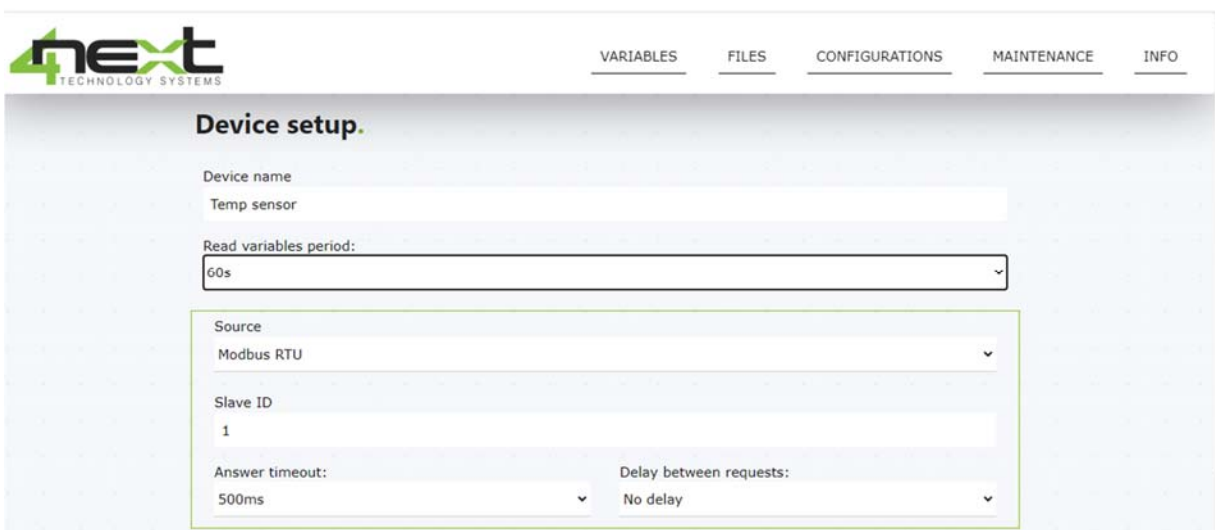 4next
TECHNOLOGY SYSTEMS
VARIABLES FILES CONFIGURATIONS MAINTENANCE INFO
Device setup.
Device name
Temp sensor
Read variables period:
60s
Source
Modbus RTU
Slave ID
1
Answer timeout: Delay between requests:
500ms No delay